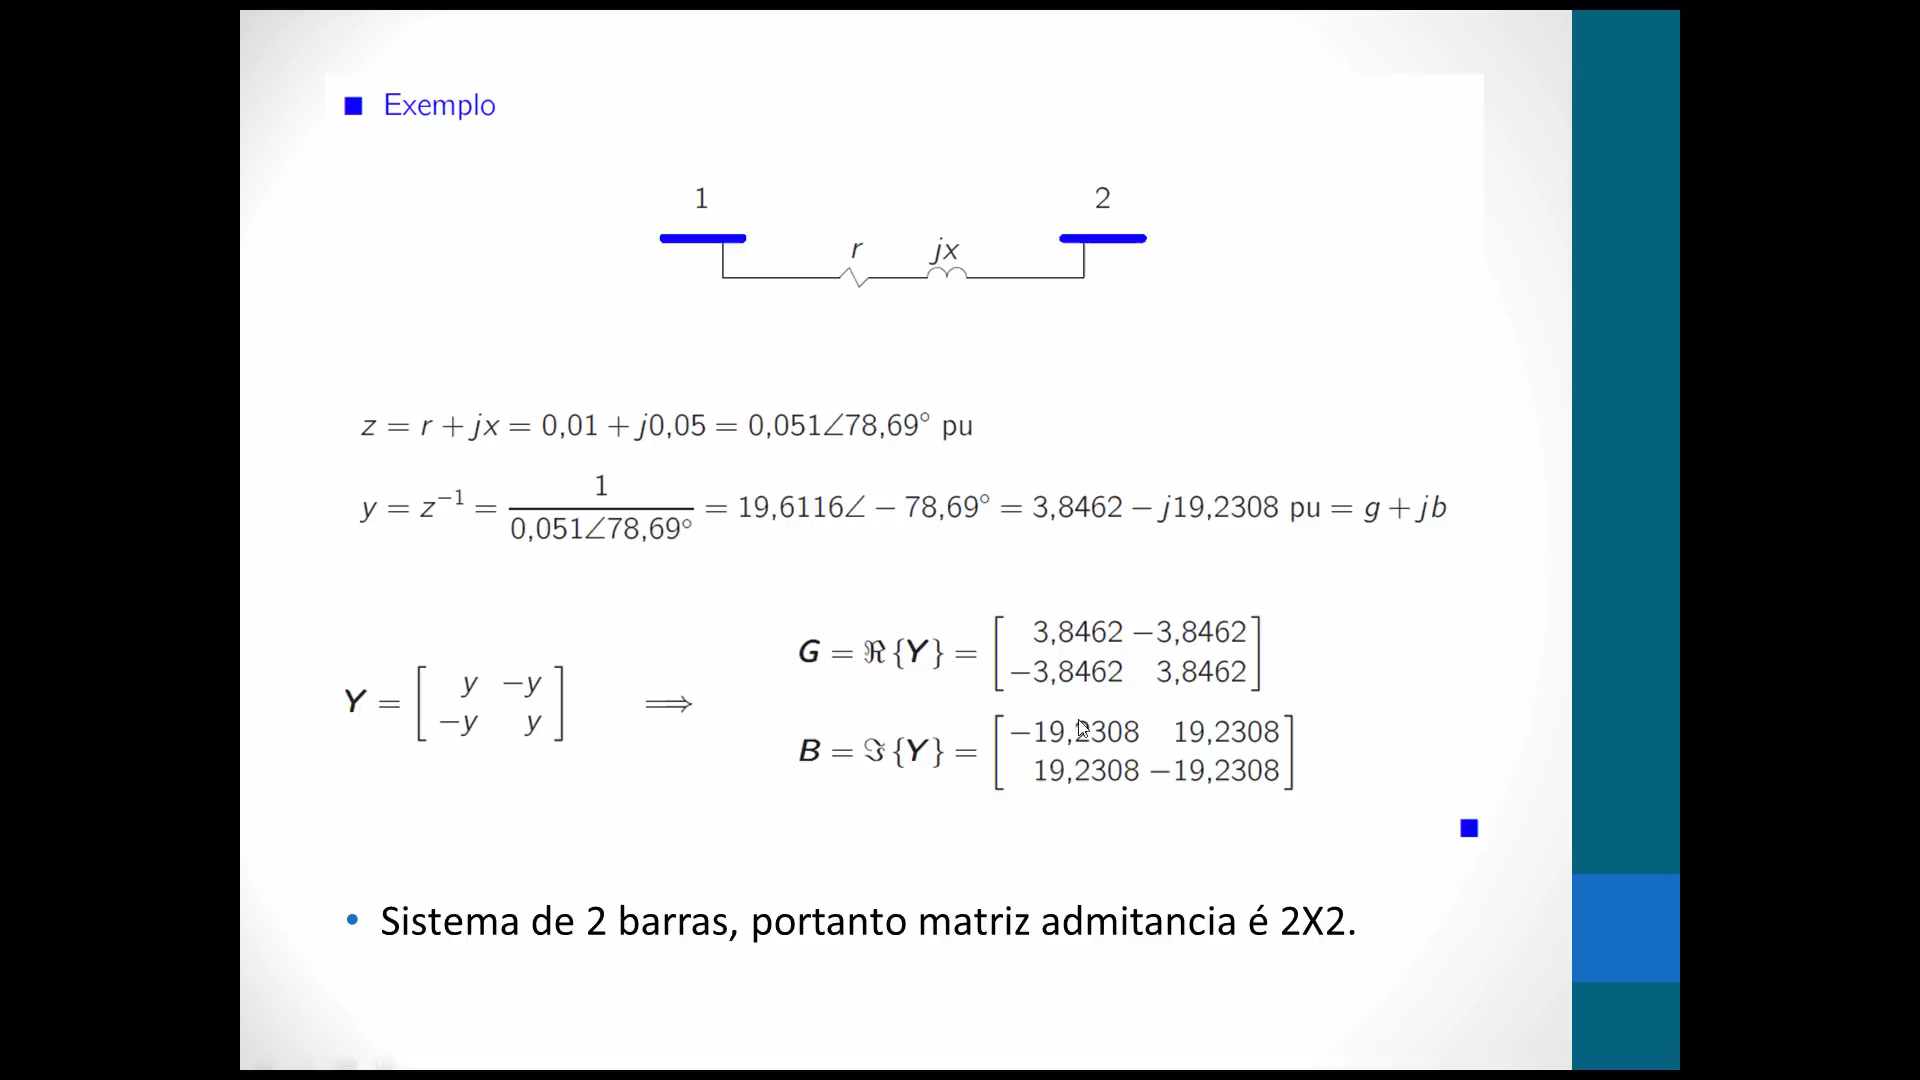 Exemplo
1 2
r jx
z = r + jx = 0,01 + j0,05 = 0,051∠78,69° pu
y = z⁻¹ = 1 / 0,051∠78,69° = 19,6116∠ − 78,69° = 3,8462 − j19,2308 pu = g + jb
Y = [ y −y ; −y y ] ⟹
G = ℜ {Y} = [ 3,8462 −3,8462 ; −3,8462 3,8462 ]
B = ℑ {Y} = [ −19,2308 19,2308 ; 19,2308 −19,2308 ]
• Sistema de 2 barras, portanto matriz admitancia é 2X2.